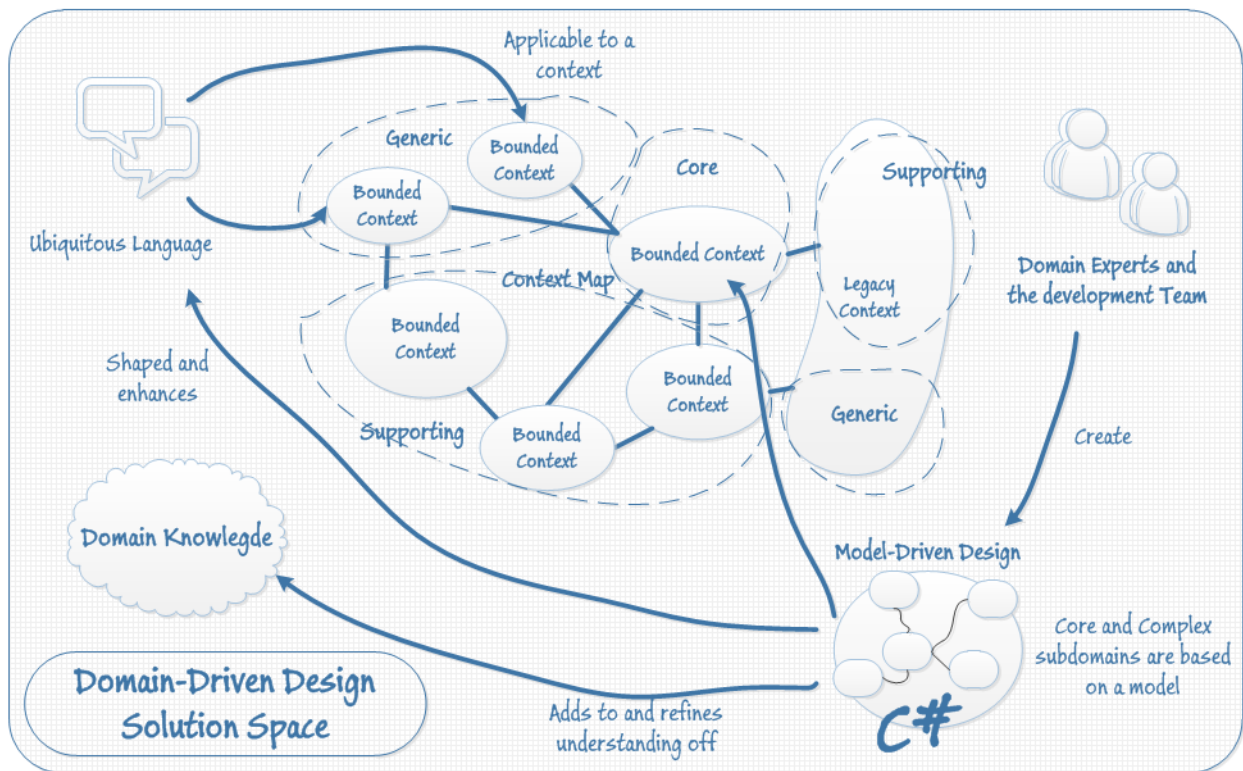 Applicable to a
context
Generic
Bounded
Context
Core
Supporting
Bounded
Context
Ubiquitous Language
Bounded Context
Context Map
Legacy
Context
Domain Experts and
the development Team
Bounded
Context
Shaped and
enhances
Bounded
Context
Generic
Supporting
Bounded
Context
Create
Domain Knowlegde
Model-Driven Design
Core and Complex
subdomains are based
on a model
Domain-Driven Design
Solution Space
Adds to and refines
understanding off
C#